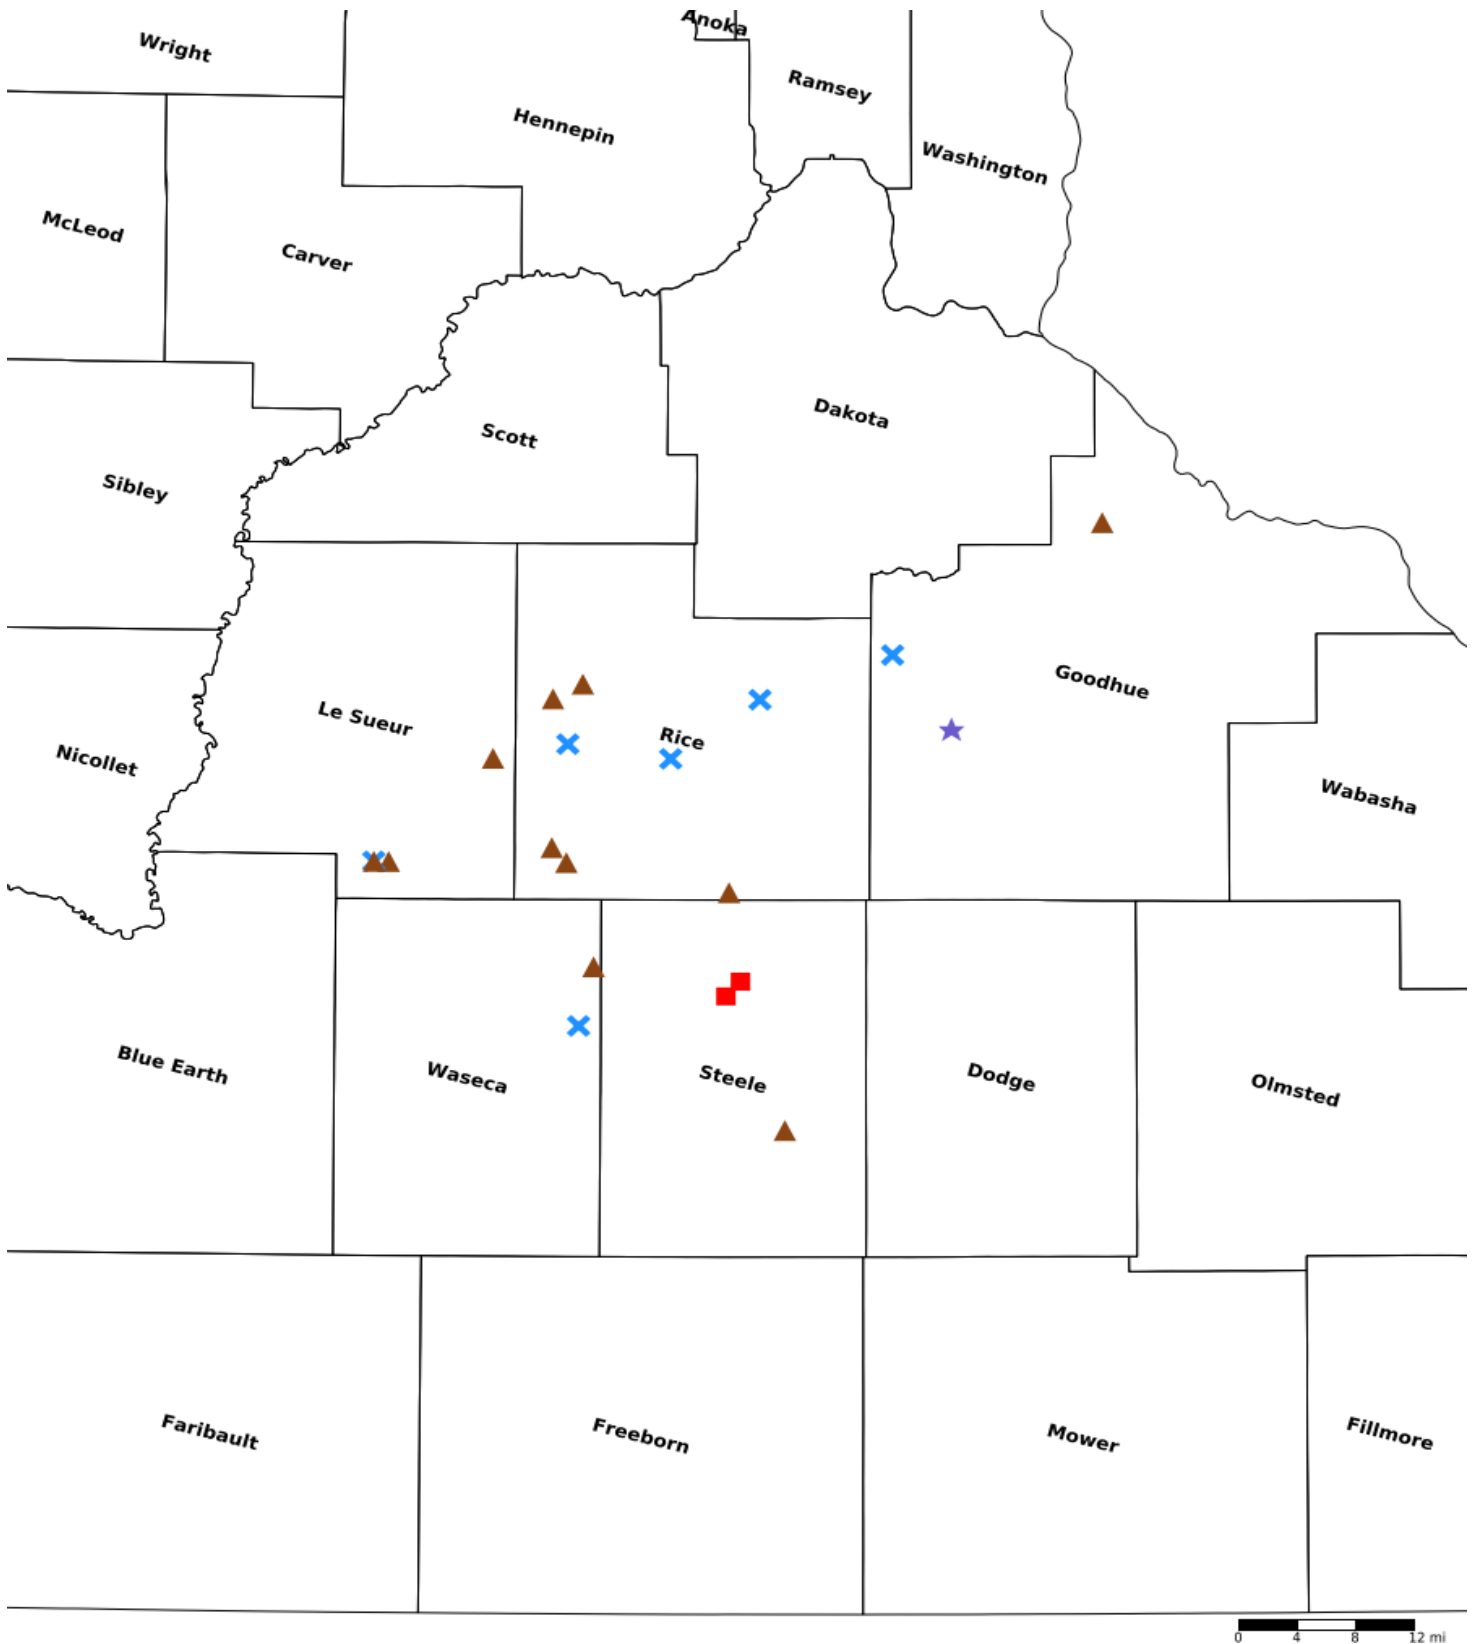 Anoka
Wright
Ramsey
Hennepin
Washington
McLeod
Carver
Dakota
Scott
Sibley
Goodhue
Le Sueur
Rice
Nicollet
Wabasha
Blue Earth
Waseca
Steele
Dodge
Olmsted
Faribault
Freeborn
Mower
Fillmore
0 4 8 12 mi